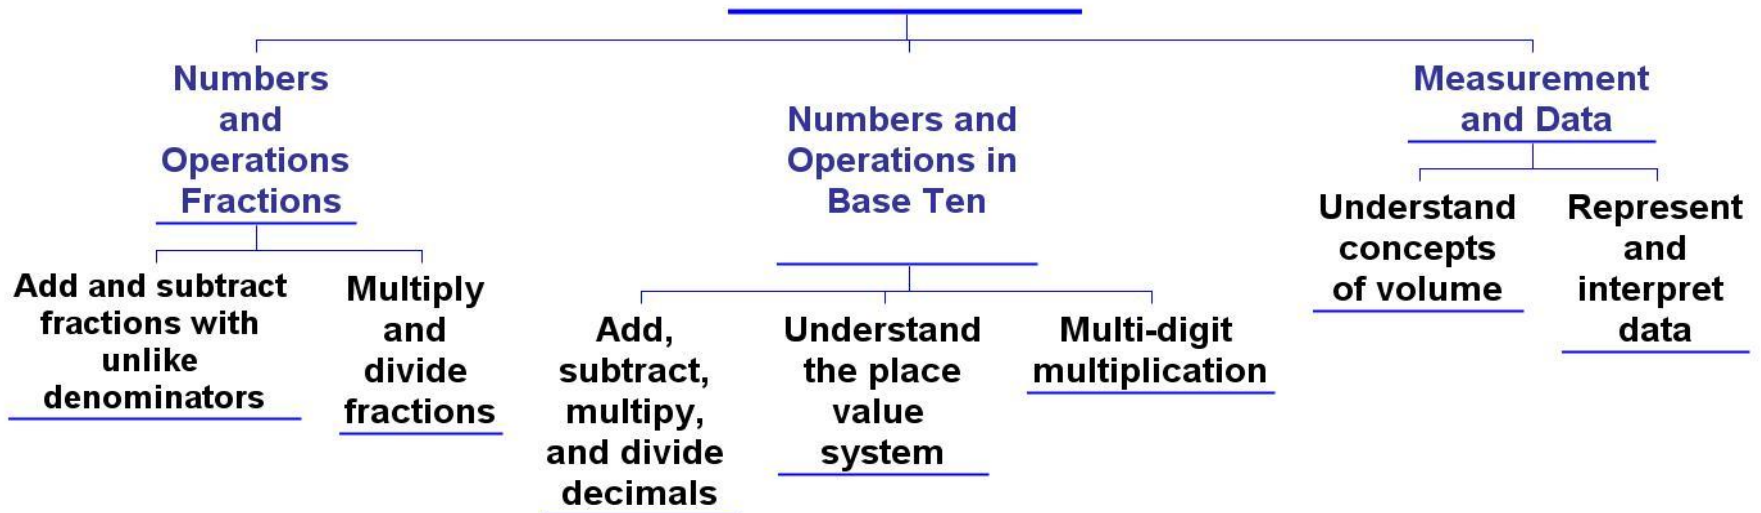 Numbers
and
Operations
Fractions
Add and subtract
fractions with
unlike
denominators
Multiply
and
divide
fractions
Numbers and
Operations in
Base Ten
Add,
subtract,
multipy,
and divide
decimals
Understand
the place
value
system
Multi-digit
multiplication
Measurement
and Data
Understand
concepts
of volume
Represent
and
interpret
data